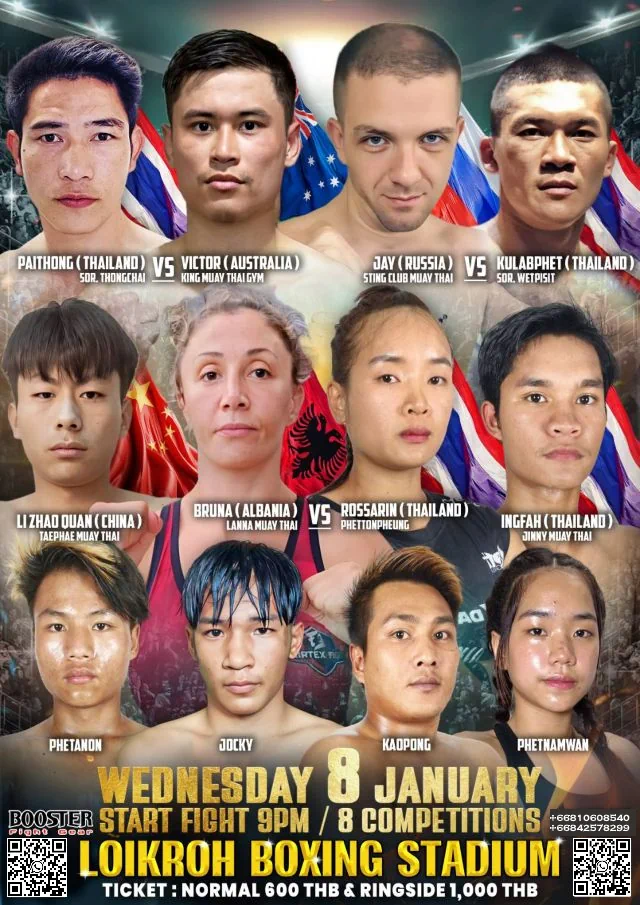 PAITHONG (THAILAND) VS VICTOR (AUSTRALIA)
SOR. THONGCHAI KING MUAY THAI GYM
JAY (RUSSIA) VS KULABPHET (THAILAND)
STING CLUB MUAY THAI SOR. WETPISIT
LI ZHAO QUAN (CHINA)
TAEPHAE MUAY THAI
BRUNA (ALBANIA) VS ROSSARIN (THAILAND)
LANNA MUAY THAI PHETTONPHEUNG
INGFAH (THAILAND)
JINNY MUAY THAI
PHETANON
JOCKY
KAOPONG
PHETNAMWAN
WEDNESDAY 8 JANUARY
START FIGHT 9PM / 8 COMPETITIONS
BOOSTER
Fight Gear
+66810608540
+66842578299
LOIKROH BOXING STADIUM
TICKET : NORMAL 600 THB & RINGSIDE 1,000 THB